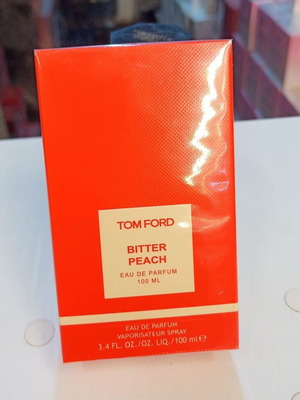 TOM FORD
BITTER
PEACH
EAU DE PARFUM
100 ML
EAU DE PARFUM
VAPORISATEUR SPRAY
3.4 FL. OZ./OZ. LIQ./100 ml ℮